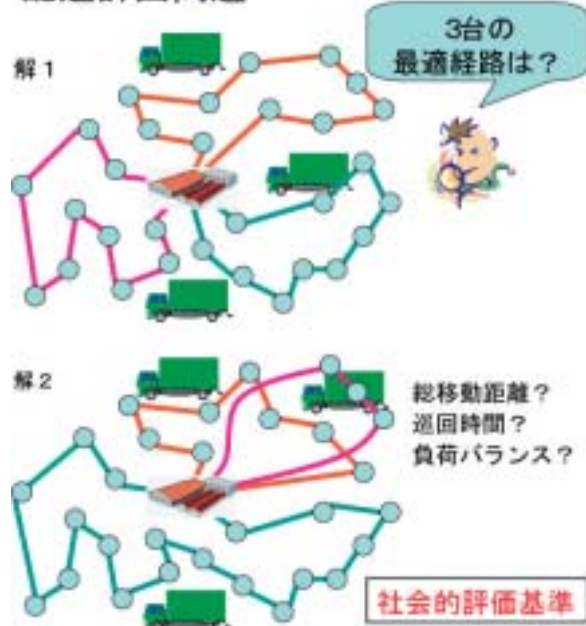 3台の
最適経路は？
解1
解2
総移動距離？
巡回時間？
負荷バランス？
社会的評価基準